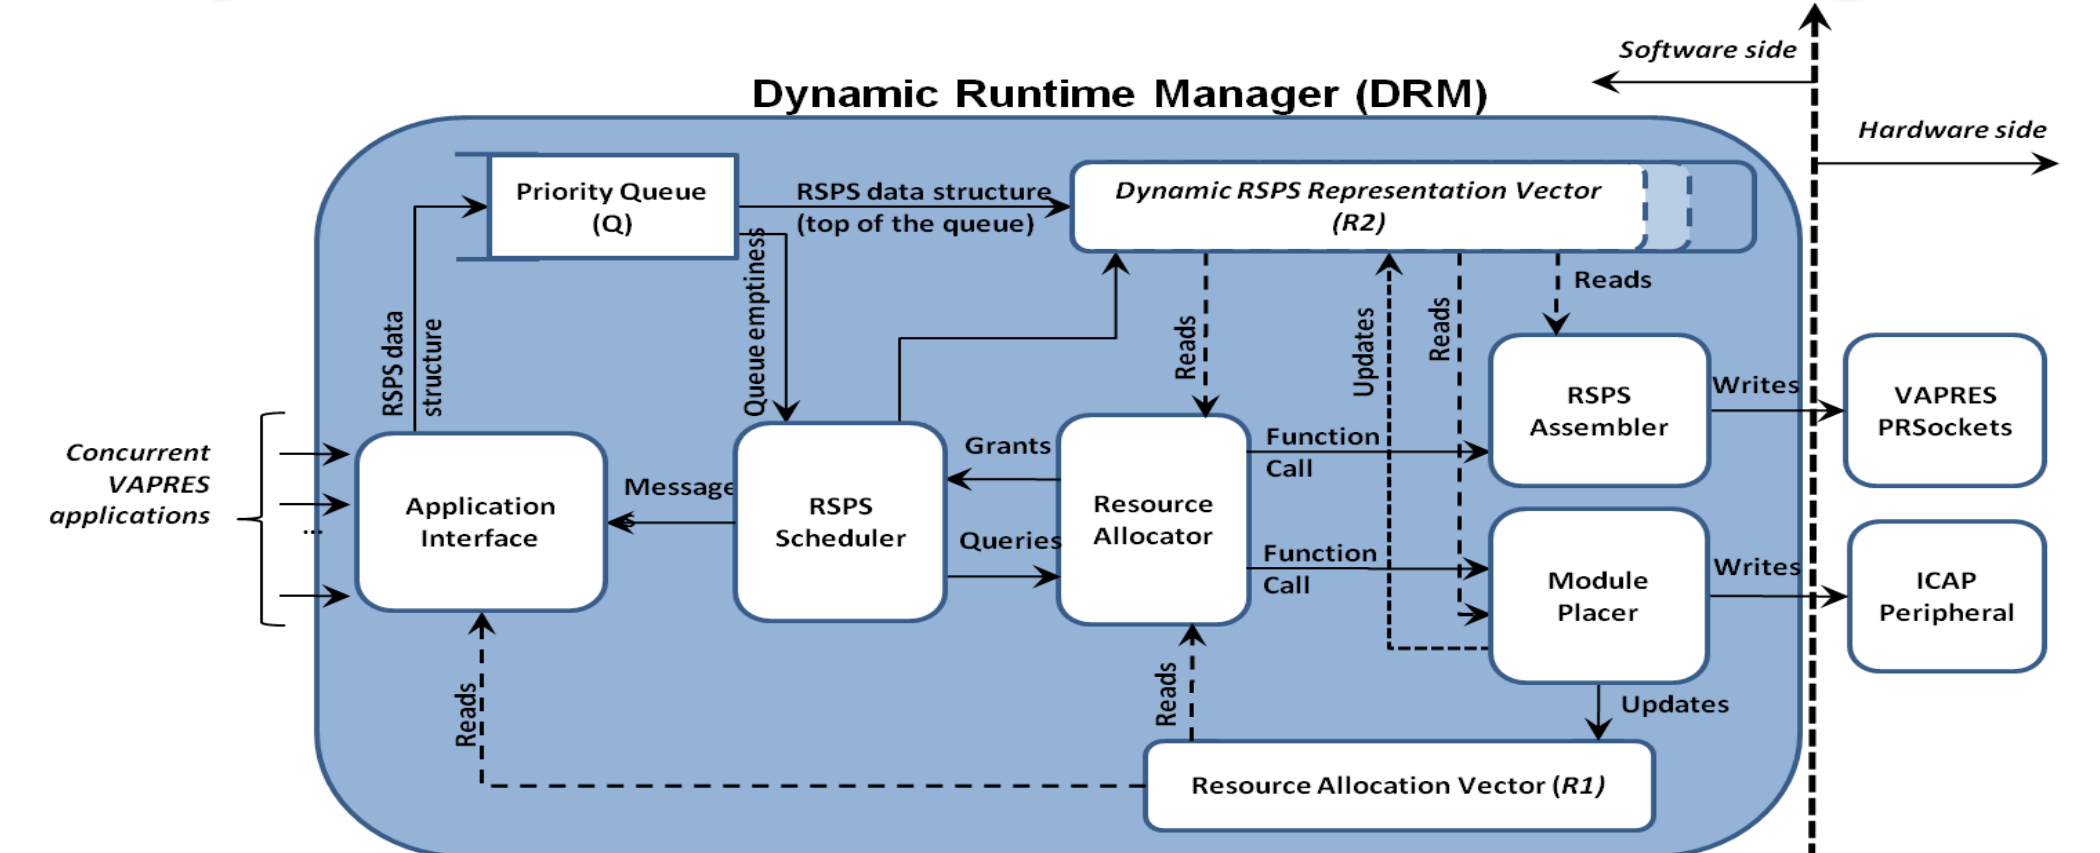 Software side
Dynamic Runtime Manager (DRM)
Hardware side
Priority Queue
(Q)
RSPS data structure
(top of the queue)
Dynamic RSPS Representation Vector
(R2)
RSPS data
structure
Queue emptiness
Reads
Updates
Reads
Reads
Concurrent
VAPRES
applications
...
Application
Interface
Messages
RSPS
Scheduler
Grants
Queries
Resource
Allocator
Function
Call
Function
Call
RSPS
Assembler
Writes
VAPRES
PRSockets
Module
Placer
Writes
ICAP
Peripheral
Reads
Reads
Updates
Resource Allocation Vector (R1)